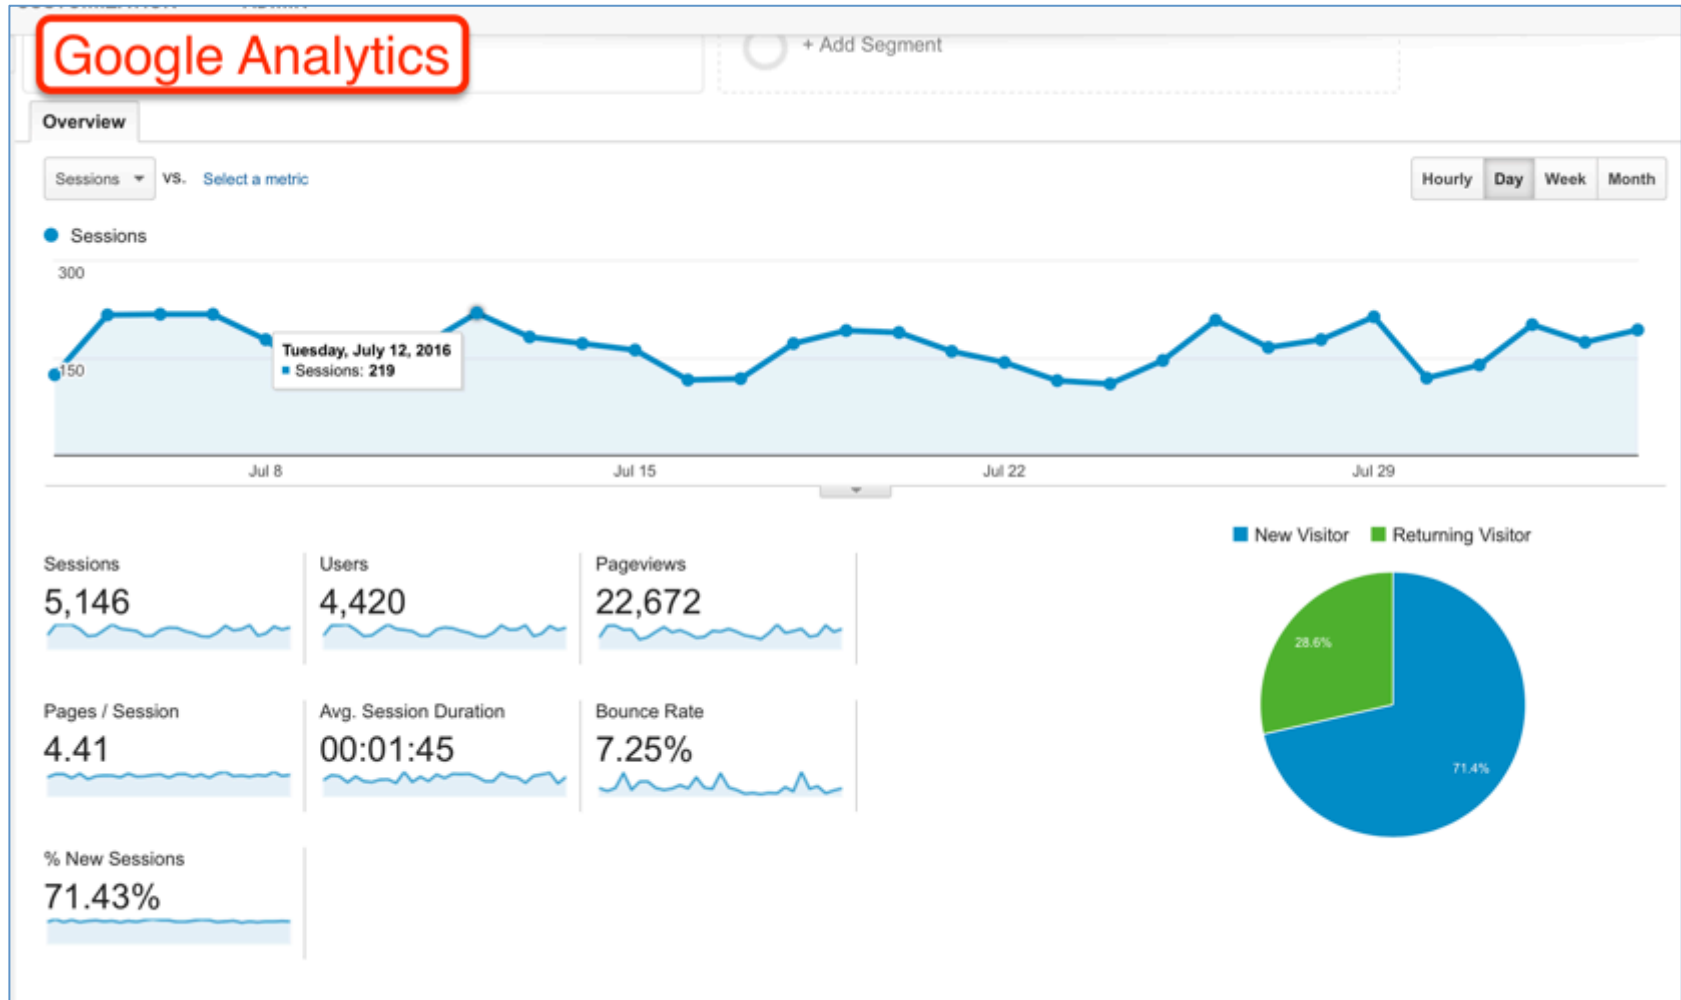 Google Analytics
+ Add Segment
Overview
Sessions VS. Select a metric
Hourly Day Week Month
Sessions
300
150
Tuesday, July 12, 2016
Sessions: 219
Jul 8 Jul 15 Jul 22 Jul 29
New Visitor Returning Visitor
Sessions Users Pageviews
5,146 4,420 22,672
28.6%
71.4%
Pages / Session Avg. Session Duration Bounce Rate
4.41 00:01:45 7.25%
% New Sessions
71.43%